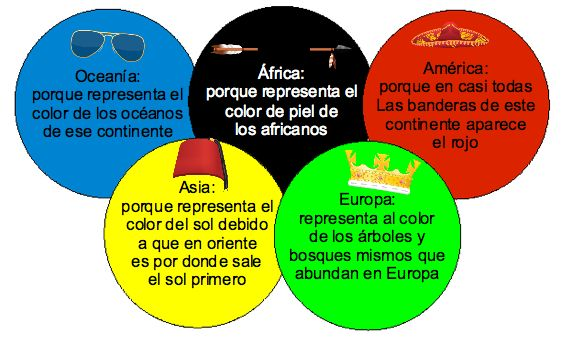 Oceanía:
porque representa el
color de los océanos
de ese continente
África:
porque representa el
color de piel de
los africanos
América:
porque en casi todas
Las banderas de este
continente aparece
el rojo
Asia:
porque representa el
color del sol debido
a que en oriente
es por donde sale
el sol primero
Europa:
representa al color
de los árboles y
bosques mismos que
abundan en Europa